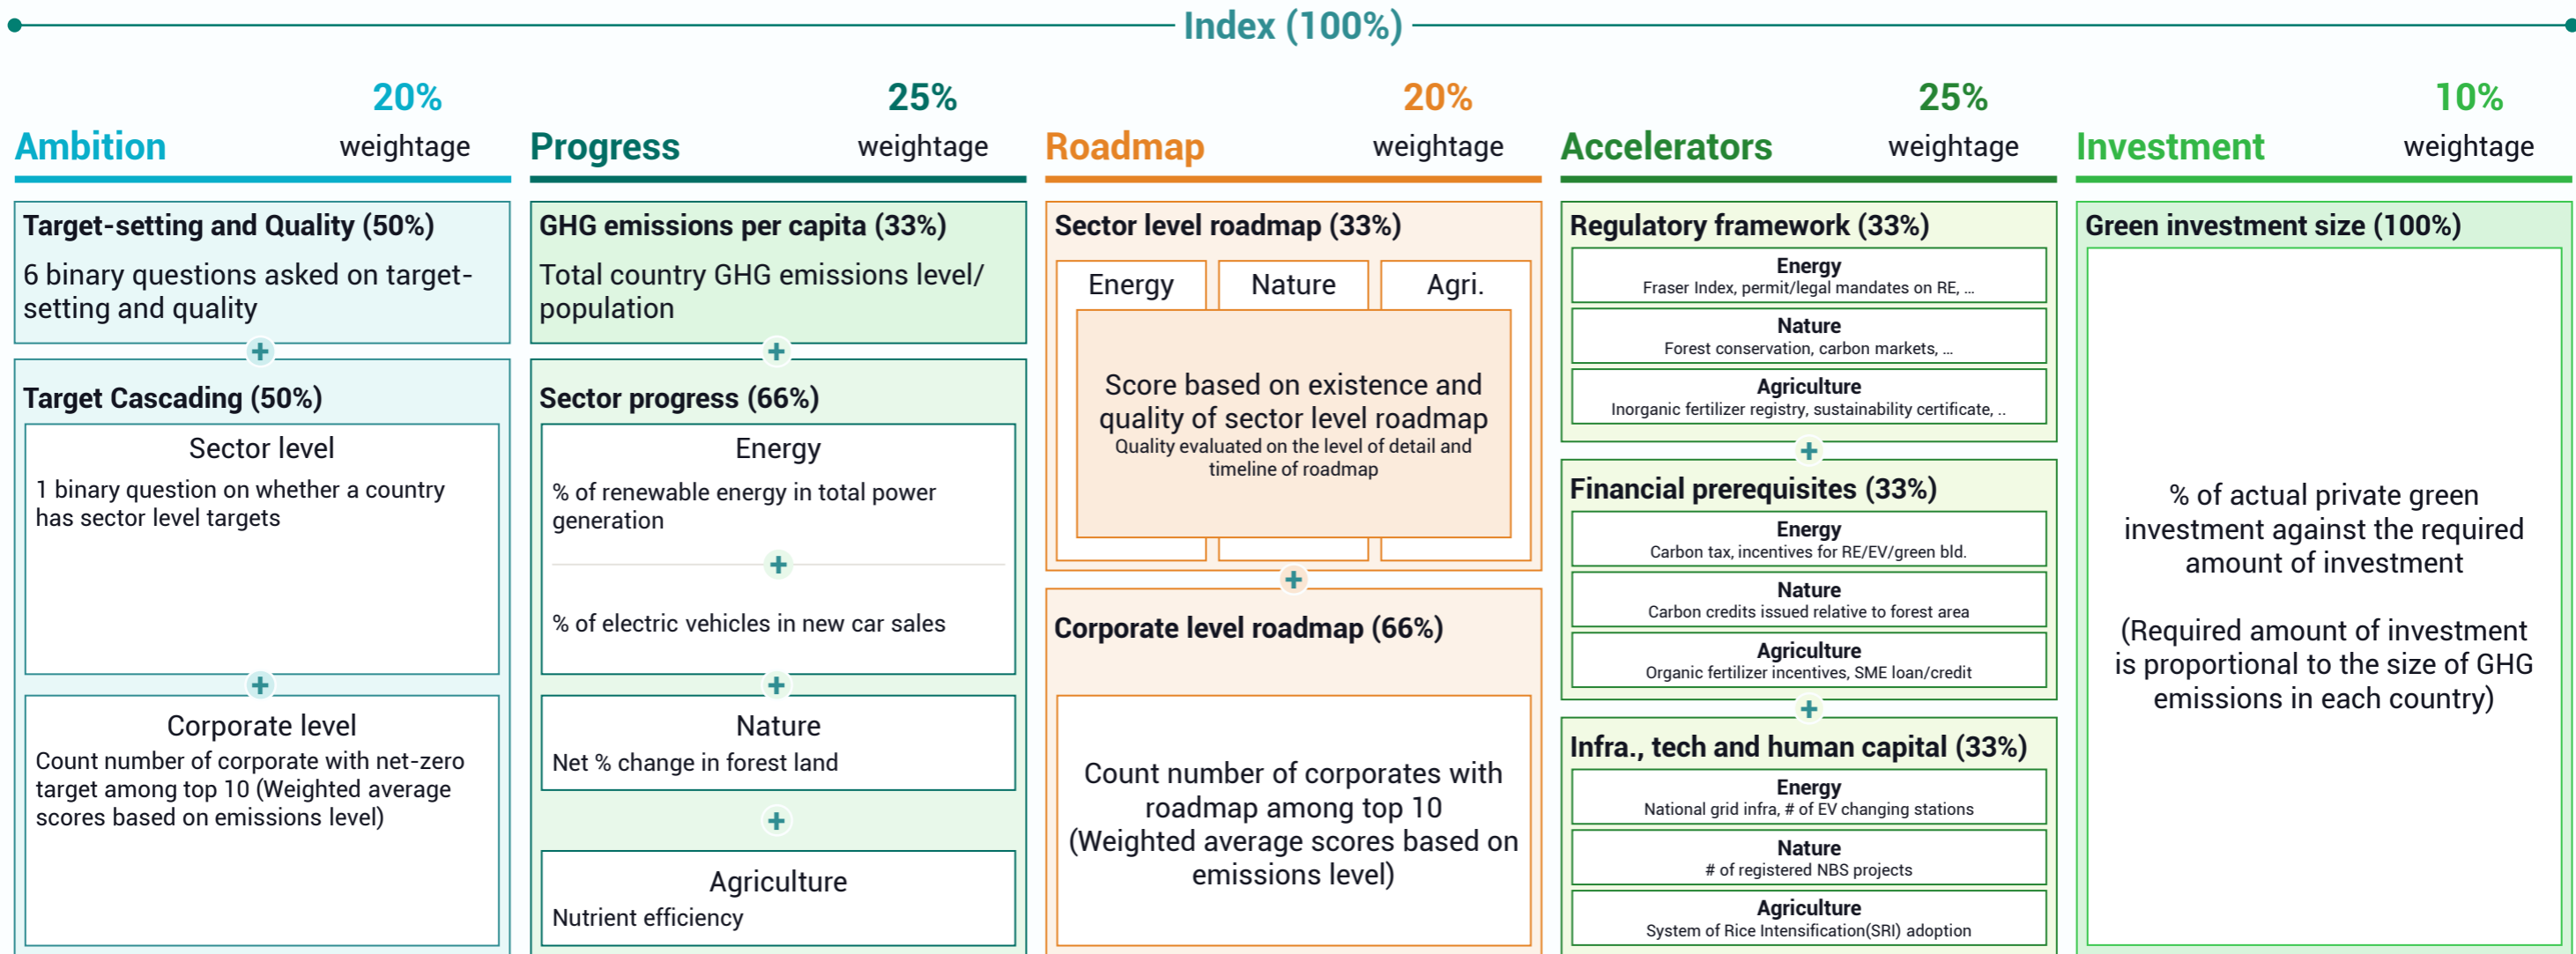 Index (100%)
Ambition
20%
weightage
Target-setting and Quality (50%)
6 binary questions asked on target-
setting and quality
+
Target Cascading (50%)
Sector level
1 binary question on whether a country
has sector level targets
+
Corporate level
Count number of corporate with net-zero
target among top 10 (Weighted average
scores based on emissions level)
Progress
25%
weightage
GHG emissions per capita (33%)
Total country GHG emissions level/
population
+
Sector progress (66%)
Energy
% of renewable energy in total power
generation
+
% of electric vehicles in new car sales
+
Nature
Net % change in forest land
+
Agriculture
Nutrient efficiency
Roadmap
20%
weightage
Sector level roadmap (33%)
Energy
Nature
Agri.
Score based on existence and
quality of sector level roadmap
Quality evaluated on the level of detail and
timeline of roadmap
+
Corporate level roadmap (66%)
Count number of corporates with
roadmap among top 10
(Weighted average scores based on
emissions level)
Accelerators
25%
weightage
Regulatory framework (33%)
Energy
Fraser Index, permit/legal mandates on RE, ...
Nature
Forest conservation, carbon markets, ...
Agriculture
Inorganic fertilizer registry, sustainability certificate, ..
+
Financial prerequisites (33%)
Energy
Carbon tax, incentives for RE/EV/green bld.
Nature
Carbon credits issued relative to forest area
Agriculture
Organic fertilizer incentives, SME loan/credit
+
Infra., tech and human capital (33%)
Energy
National grid infra, # of EV changing stations
Nature
# of registered NBS projects
Agriculture
System of Rice Intensification(SRI) adoption
Investment
10%
weightage
Green investment size (100%)
% of actual private green
investment against the required
amount of investment
(Required amount of investment
is proportional to the size of GHG
emissions in each country)